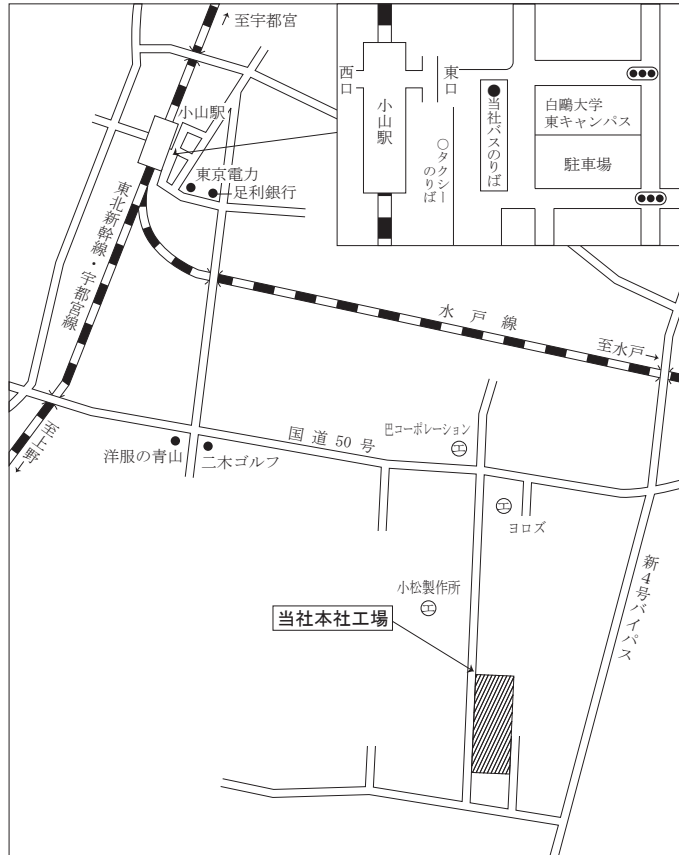 至宇都宮
小山駅
東京電力
足利銀行
東北新幹線・宇都宮線
西口
小山駅
東口
○タクシー
のりば
●当社バスのりば
白鷗大学
東キャンパス
駐車場
水戸線
至水戸→
国道50号
至上野
洋服の青山
二木ゴルフ
巴コーポレーション
エ
エ
ヨロズ
小松製作所
エ
当社本社工場
新4号バイパス